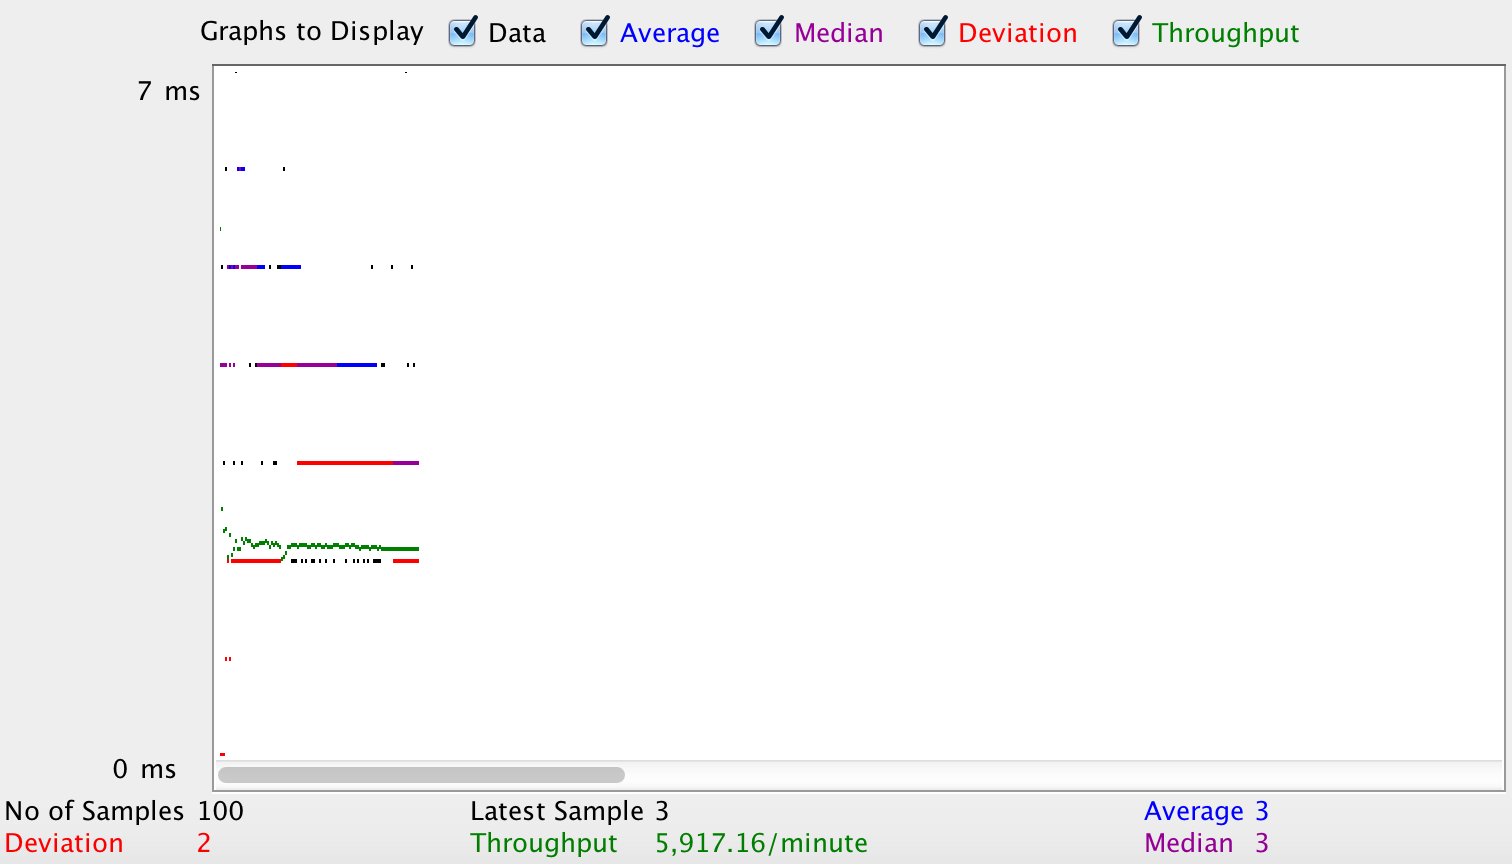 Graphs to Display Data Average Median Deviation Throughput
7 ms
0 ms
No of Samples 100 Latest Sample 3 Average 3
Deviation 2 Throughput 5,917.16/minute Median 3